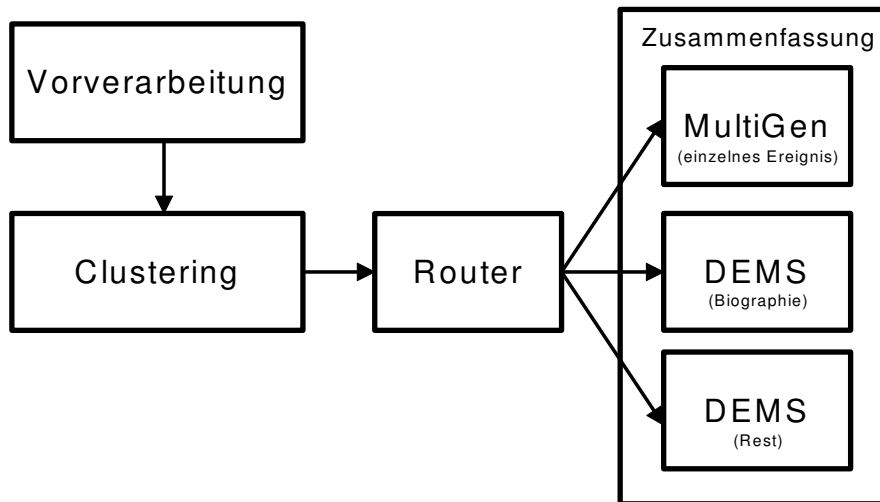 Vorverarbeitung
Clustering
Router
Zusammenfassung
MultiGen
(einzelnes Ereignis)
DEMS
(Biographie)
DEMS
(Rest)